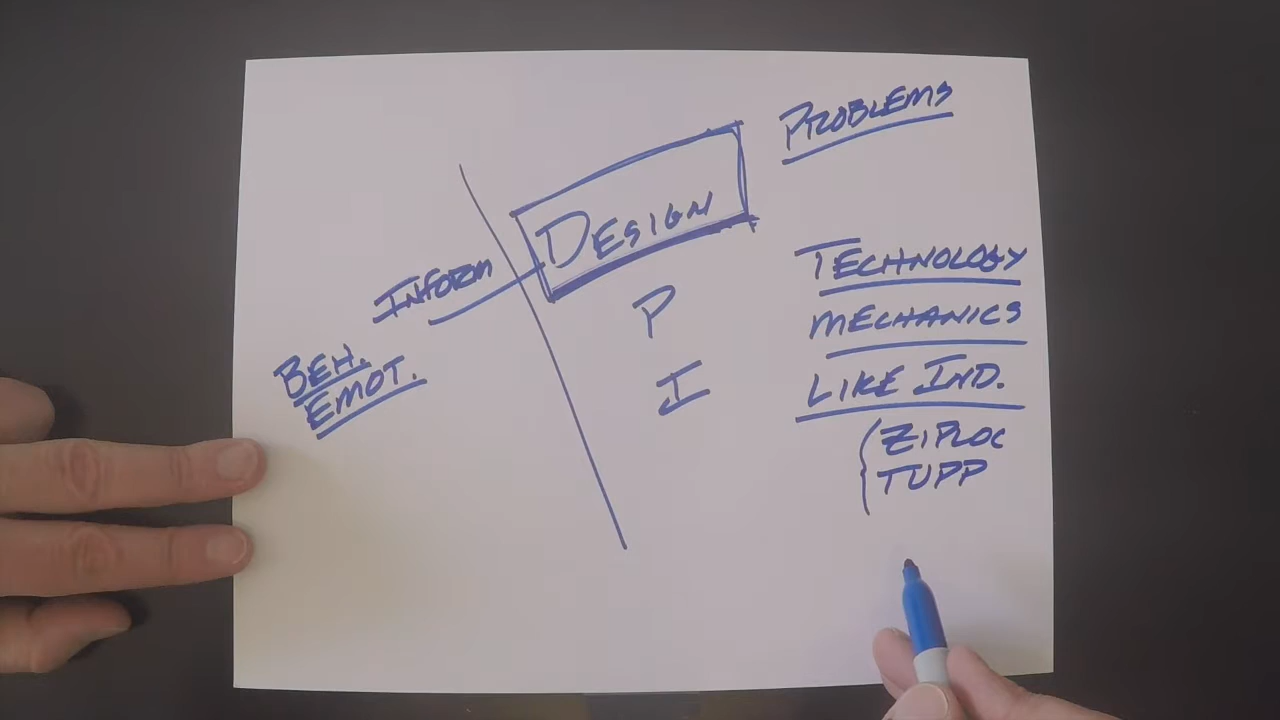 PROBLEMS
DESIGN
INFORM
BEH.
EMOT.
P
I
TECHNOLOGY
MECHANICS
LIKE IND.
ZIPLOC
TUPP